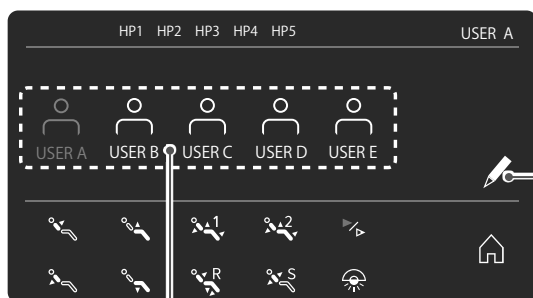 HP1 HP2 HP3 HP4 HP5 USER A
USER A USER B USER C USER D USER E
1 2
R S